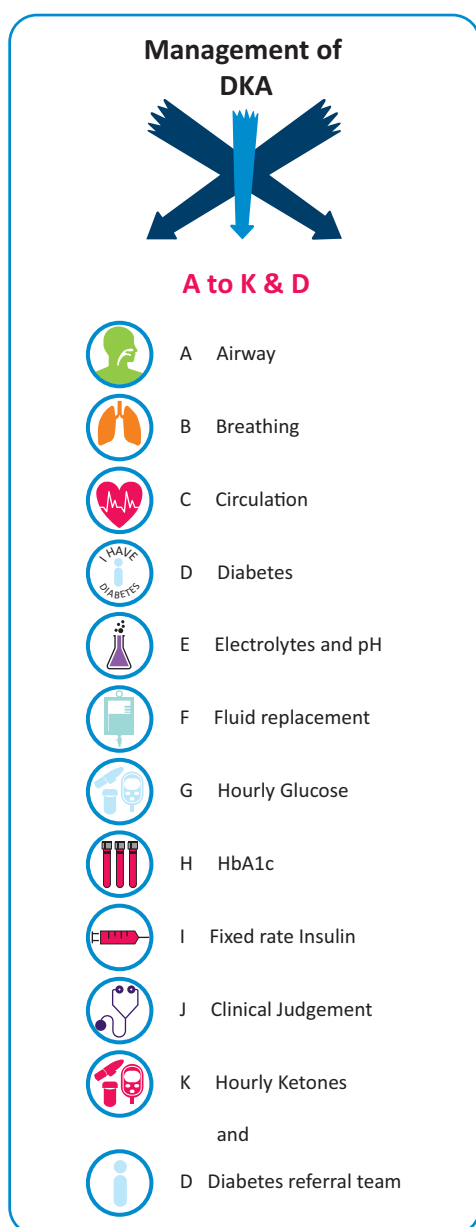 Management of
DKA
A to K & D
A Airway
B Breathing
C Circulation
I HAVE
DIABETES
D Diabetes
E Electrolytes and pH
F Fluid replacement
G Hourly Glucose
H HbA1c
I Fixed rate Insulin
J Clinical Judgement
K Hourly Ketones
and
D Diabetes referral team